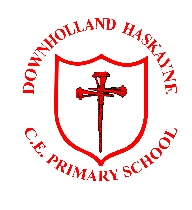 DOWNHOLLAND HASKAYNE
C.E. PRIMARY SCHOOL